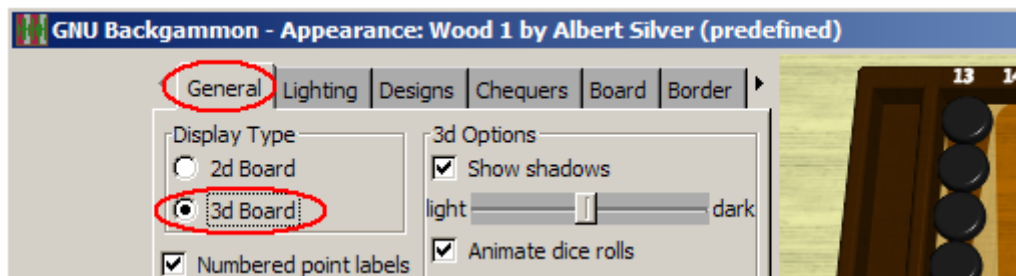 GNU Backgammon - Appearance: Wood 1 by Albert Silver (predefined)
General Lighting Designs Chequers Board Border
Display Type
2d Board
3d Board
Numbered point labels
3d Options
Show shadows
light dark
Animate dice rolls
13